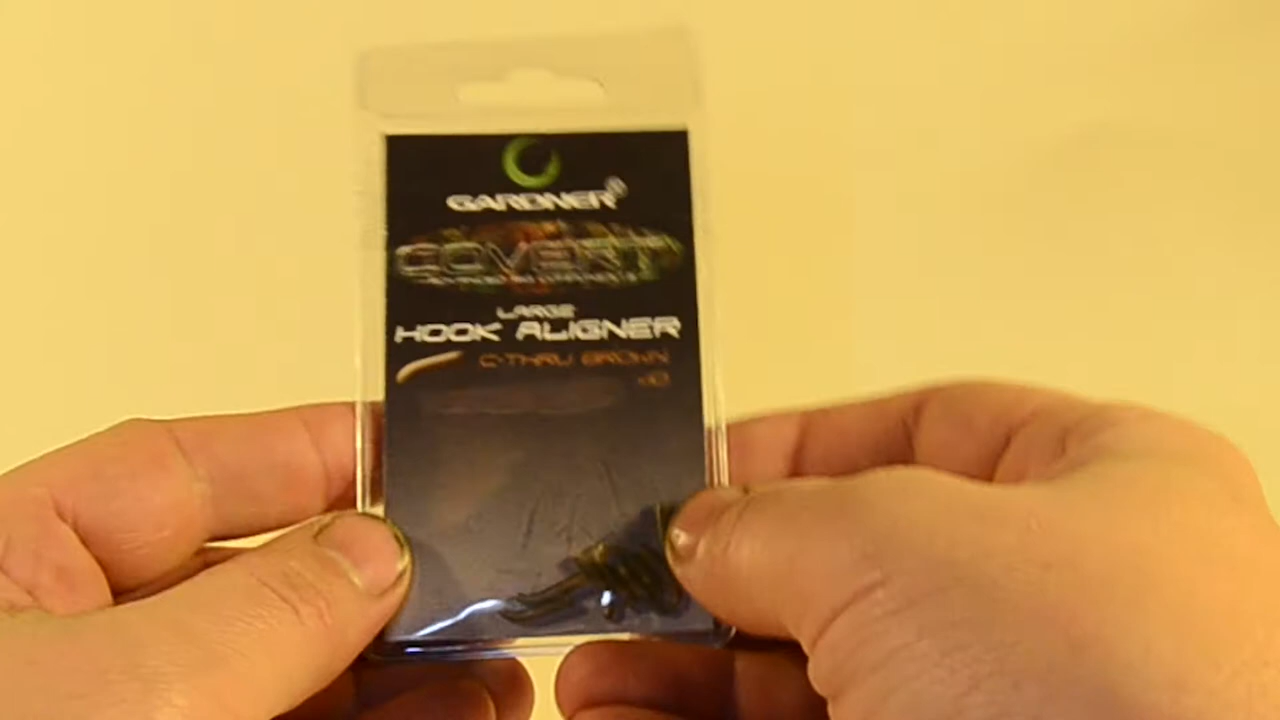 GARDNER
COVERT
LARGE
HOOK ALIGNER
C-THRU BROWN